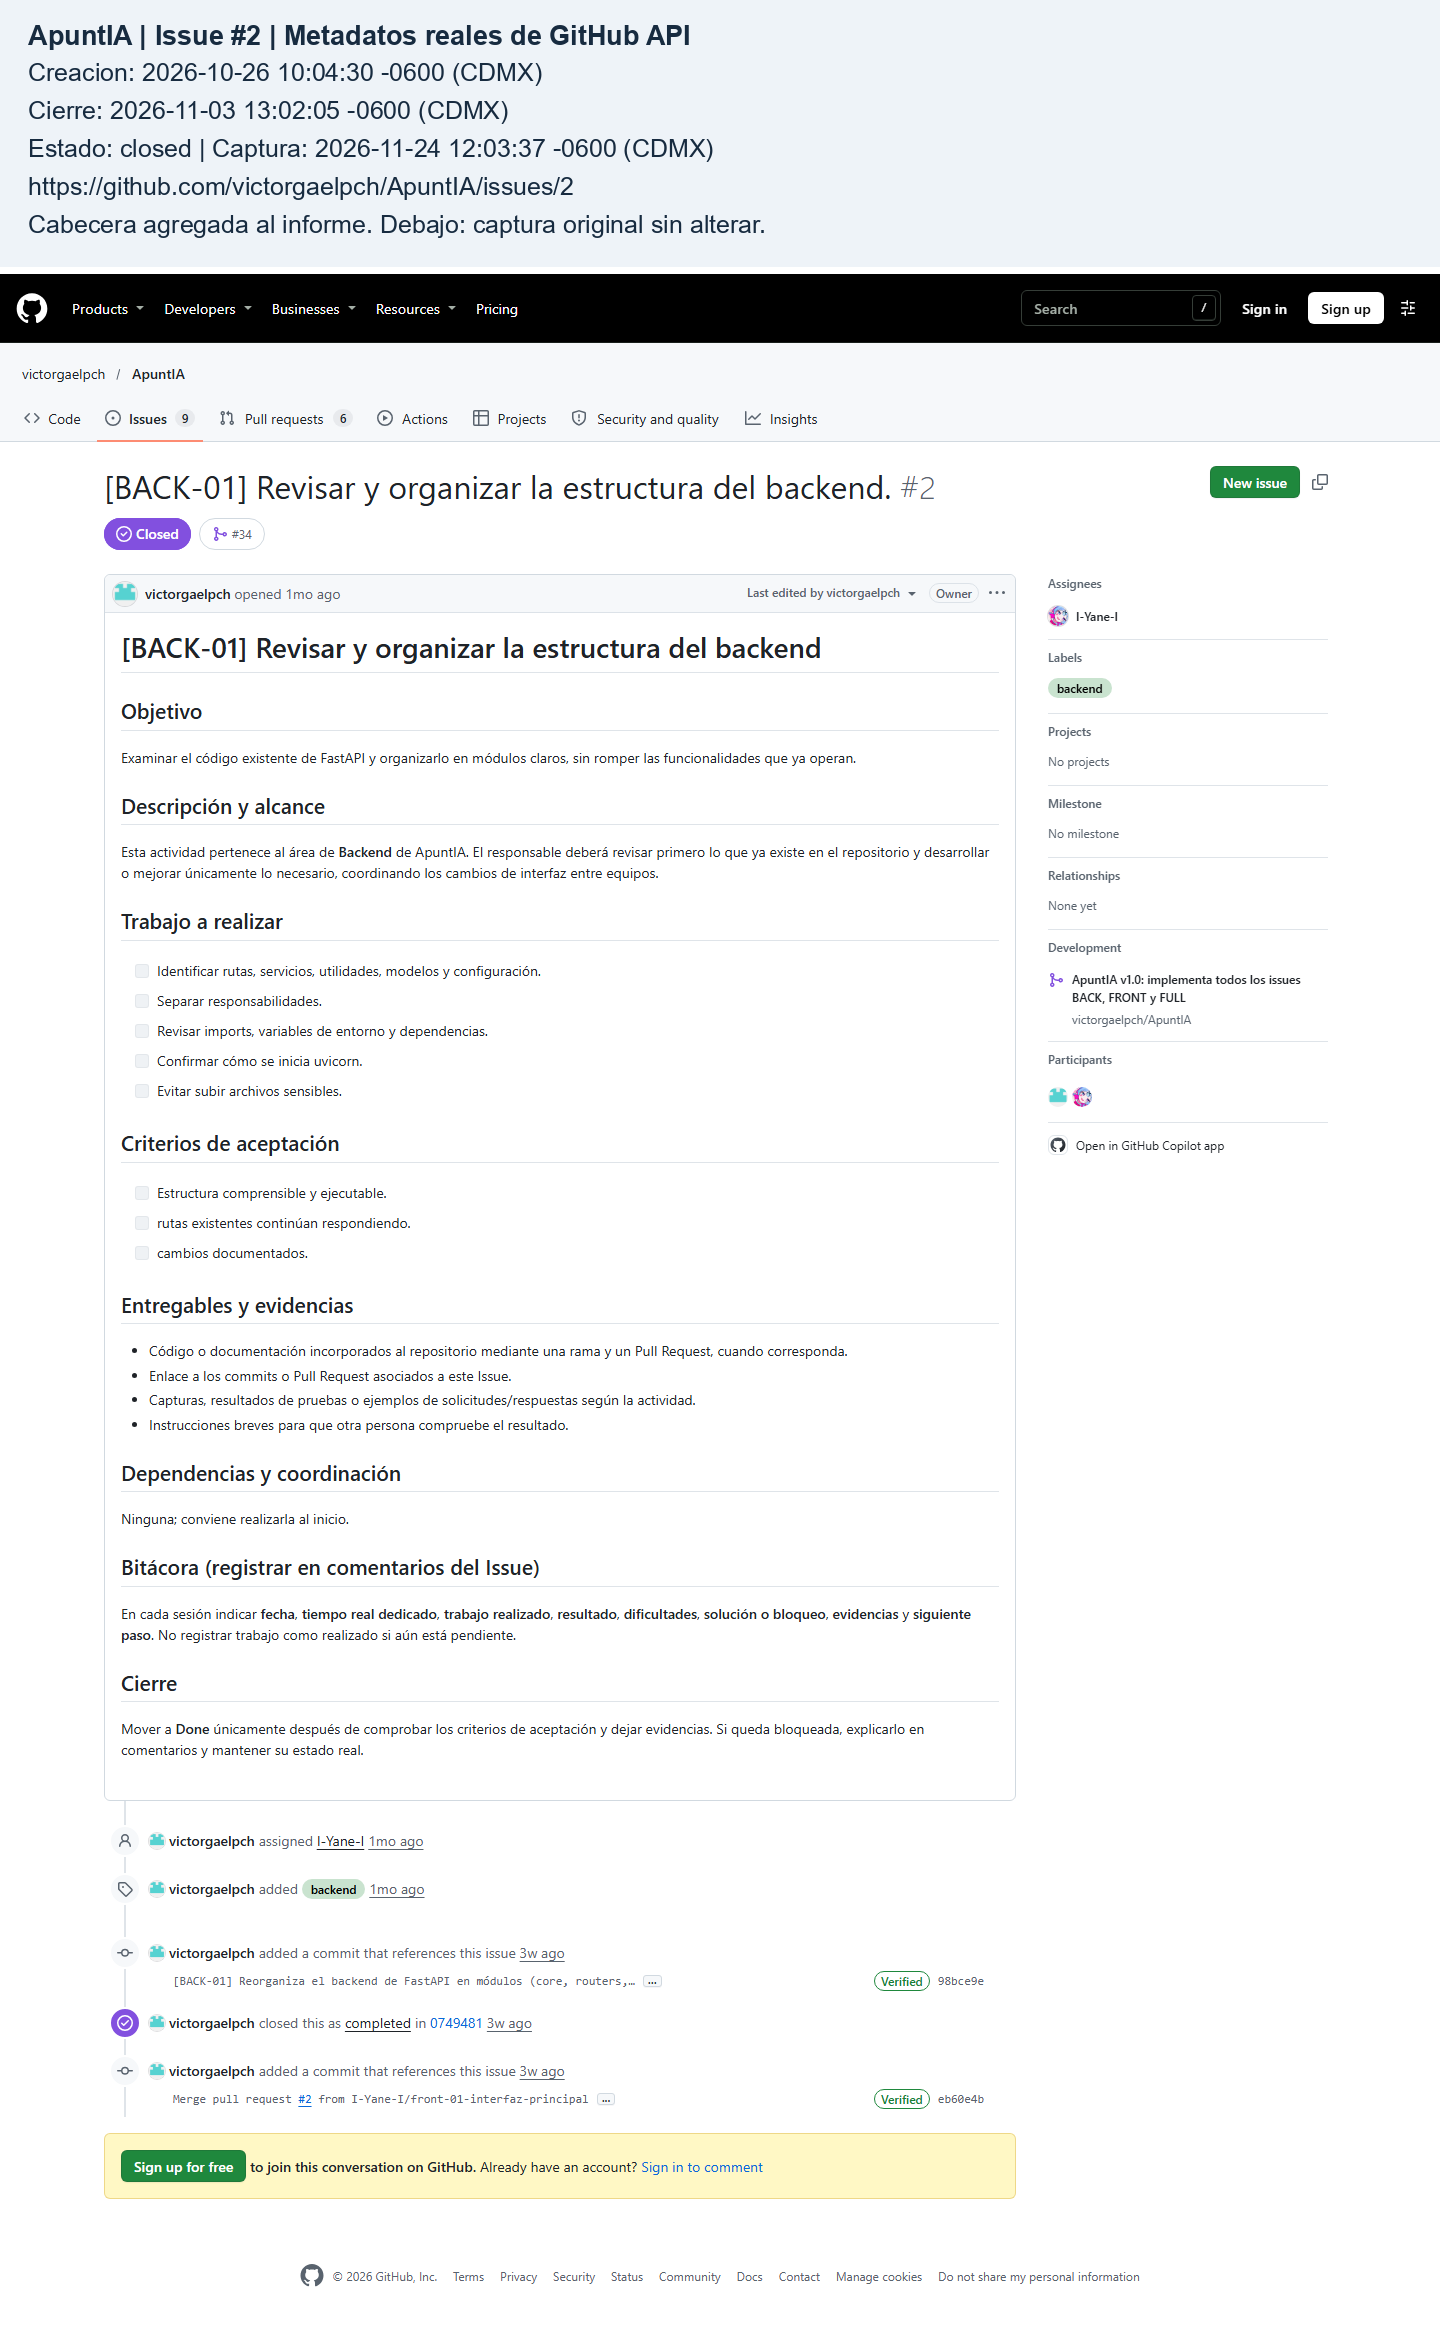 ApuntIA | Issue #2 | Metadatos reales de GitHub API
Creacion: 2026-10-26 10:04:30 -0600 (CDMX)
Cierre: 2026-11-03 13:02:05 -0600 (CDMX)
Estado: closed | Captura: 2026-11-24 12:03:37 -0600 (CDMX)
https://github.com/victorgaelpch/ApuntIA/issues/2
Cabecera agregada al informe. Debajo: captura original sin alterar.
Products Developers Businesses Resources Pricing Search / Sign in Sign up
victorgaelpch / ApuntIA
Code Issues 9 Pull requests 6 Actions Projects Security and quality Insights
[BACK-01] Revisar y organizar la estructura del backend. #2
New issue
Closed #34
victorgaelpch opened 1mo ago Last edited by victorgaelpch Owner
[BACK-01] Revisar y organizar la estructura del backend
Objetivo
Examinar el código existente de FastAPI y organizarlo en módulos claros, sin romper las funcionalidades que ya operan.
Descripción y alcance
Esta actividad pertenece al área de Backend de ApuntIA. El responsable deberá revisar primero lo que ya existe en el repositorio y desarrollar
o mejorar únicamente lo necesario, coordinando los cambios de interfaz entre equipos.
Trabajo a realizar
Identificar rutas, servicios, utilidades, modelos y configuración.
Separar responsabilidades.
Revisar imports, variables de entorno y dependencias.
Confirmar cómo se inicia uvicorn.
Evitar subir archivos sensibles.
Criterios de aceptación
Estructura comprensible y ejecutable.
rutas existentes continúan respondiendo.
cambios documentados.
Entregables y evidencias
Código o documentación incorporados al repositorio mediante una rama y un Pull Request, cuando corresponda.
Enlace a los commits o Pull Request asociados a este Issue.
Capturas, resultados de pruebas o ejemplos de solicitudes/respuestas según la actividad.
Instrucciones breves para que otra persona compruebe el resultado.
Dependencias y coordinación
Ninguna; conviene realizarla al inicio.
Bitácora (registrar en comentarios del Issue)
En cada sesión indicar fecha, tiempo real dedicado, trabajo realizado, resultado, dificultades, solución o bloqueo, evidencias y siguiente
paso. No registrar trabajo como realizado si aún está pendiente.
Cierre
Mover a Done únicamente después de comprobar los criterios de aceptación y dejar evidencias. Si queda bloqueada, explicarlo en
comentarios y mantener su estado real.
Assignees
I-Yane-I
Labels
backend
Projects
No projects
Milestone
No milestone
Relationships
None yet
Development
ApuntIA v1.0: implementa todos los issues
BACK, FRONT y FULL
victorgaelpch/ApuntIA
Participants
Open in GitHub Copilot app
victorgaelpch assigned I-Yane-I 1mo ago
victorgaelpch added backend 1mo ago
victorgaelpch added a commit that references this issue 3w ago
[BACK-01] Reorganiza el backend de FastAPI en módulos (core, routers,… ... Verified 98bce9e
victorgaelpch closed this as completed in 0749481 3w ago
victorgaelpch added a commit that references this issue 3w ago
Merge pull request #2 from I-Yane-I/front-01-interfaz-principal ... Verified eb60e4b
Sign up for free to join this conversation on GitHub. Already have an account? Sign in to comment
© 2026 GitHub, Inc. Terms Privacy Security Status Community Docs Contact Manage cookies Do not share my personal information